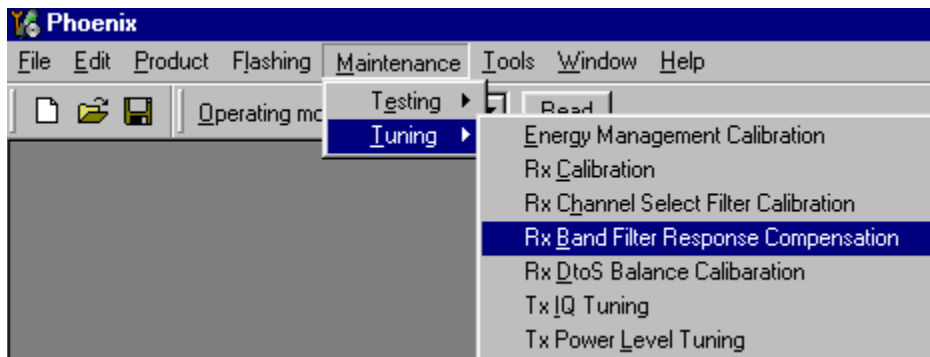 Phoenix
File Edit Product Flashing Maintenance Tools Window Help
Operating mo Read
Testing
Tuning
Energy Management Calibration
Rx Calibration
Rx Channel Select Filter Calibration
Rx Band Filter Response Compensation
Rx DtoS Balance Calibaration
Tx IQ Tuning
Tx Power Level Tuning